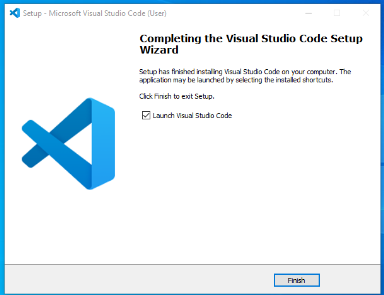 Setup - Microsoft Visual Studio Code (User)
Completing the Visual Studio Code Setup
Wizard
Setup has finished installing Visual Studio Code on your computer. The
application may be launched by selecting the installed shortcuts.
Click Finish to exit Setup.
Launch Visual Studio Code
Finish